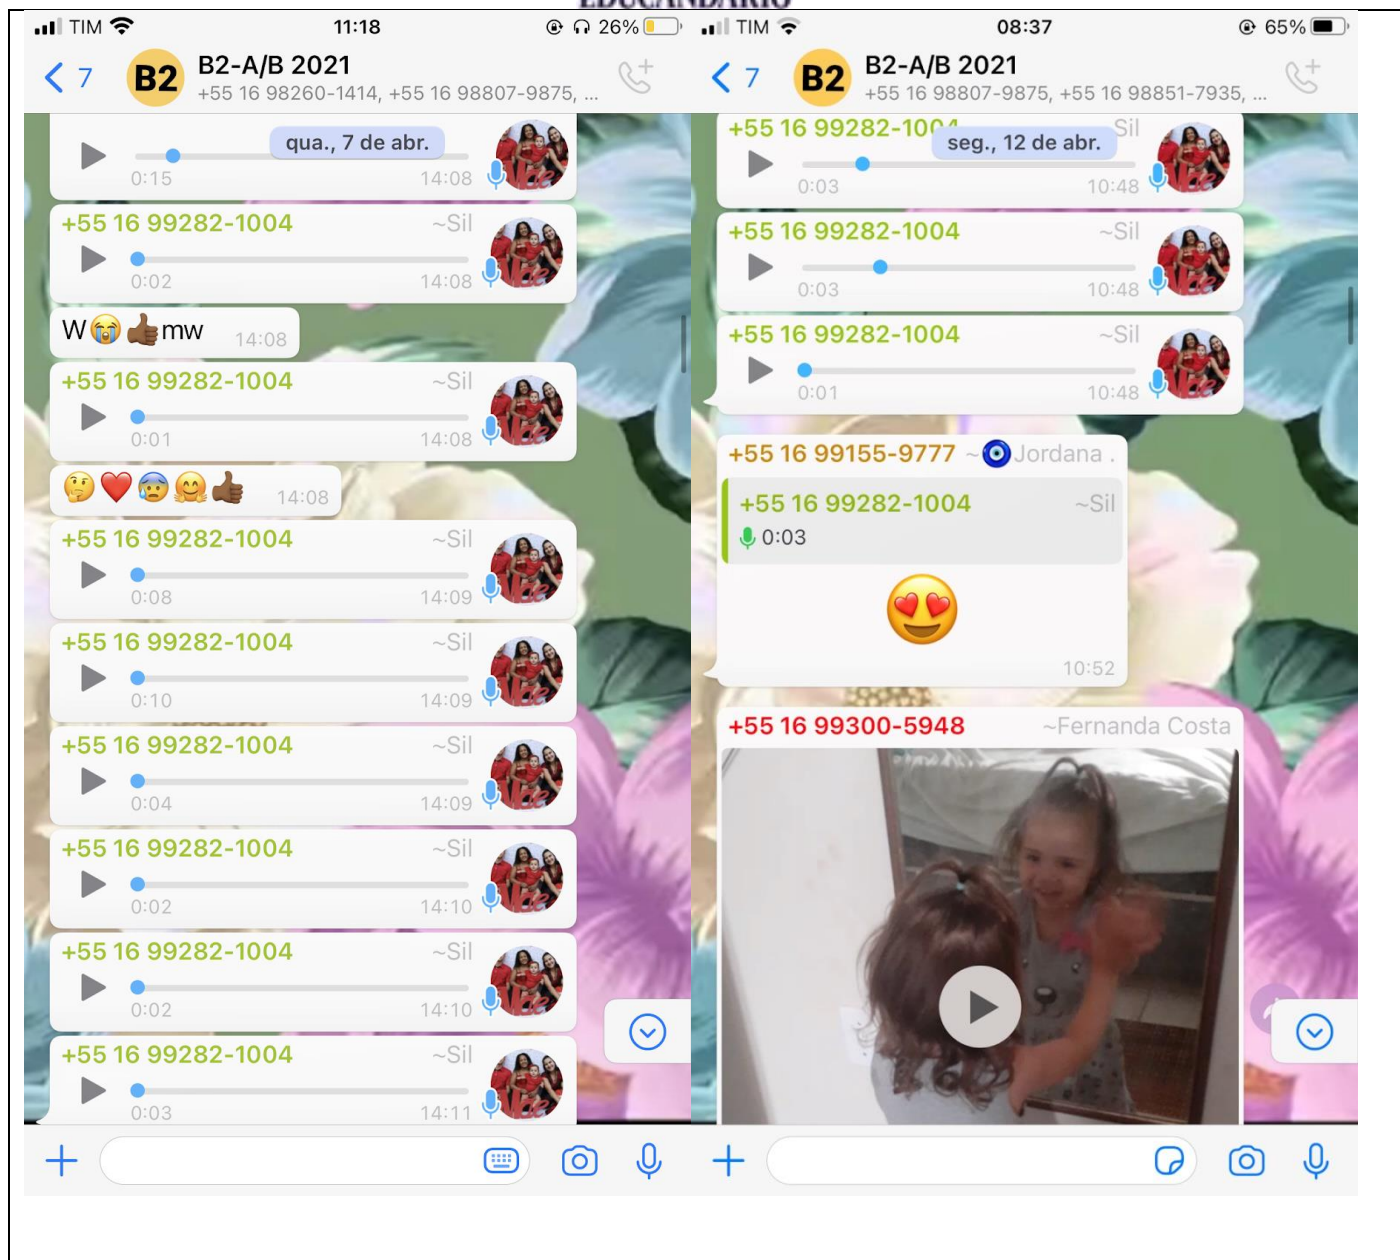 EDUCANDÁRIO
TIM 11:18 26%
7 B2 B2-A/B 2021
+55 16 98260-1414, +55 16 98807-9875, ...
qua., 7 de abr.
0:15 14:08
+55 16 99282-1004 ~Sil
0:02 14:08
W😭👍🏾mw 14:08
+55 16 99282-1004 ~Sil
0:01 14:08
🤔❤️😰🤗👍🏾 14:08
+55 16 99282-1004 ~Sil
0:08 14:09
+55 16 99282-1004 ~Sil
0:10 14:09
+55 16 99282-1004 ~Sil
0:04 14:09
+55 16 99282-1004 ~Sil
0:02 14:10
+55 16 99282-1004 ~Sil
0:02 14:10
+55 16 99282-1004 ~Sil
0:03 14:11
TIM 08:37 65%
7 B2 B2-A/B 2021
+55 16 98807-9875, +55 16 98851-7935, ...
+55 16 99282-1004 Sil
seg., 12 de abr.
0:03 10:48
+55 16 99282-1004 ~Sil
0:03 10:48
+55 16 99282-1004 ~Sil
0:01 10:48
+55 16 99155-9777 ~🧿Jordana .
+55 16 99282-1004 ~Sil
0:03
😍
10:52
+55 16 99300-5948 ~Fernanda Costa